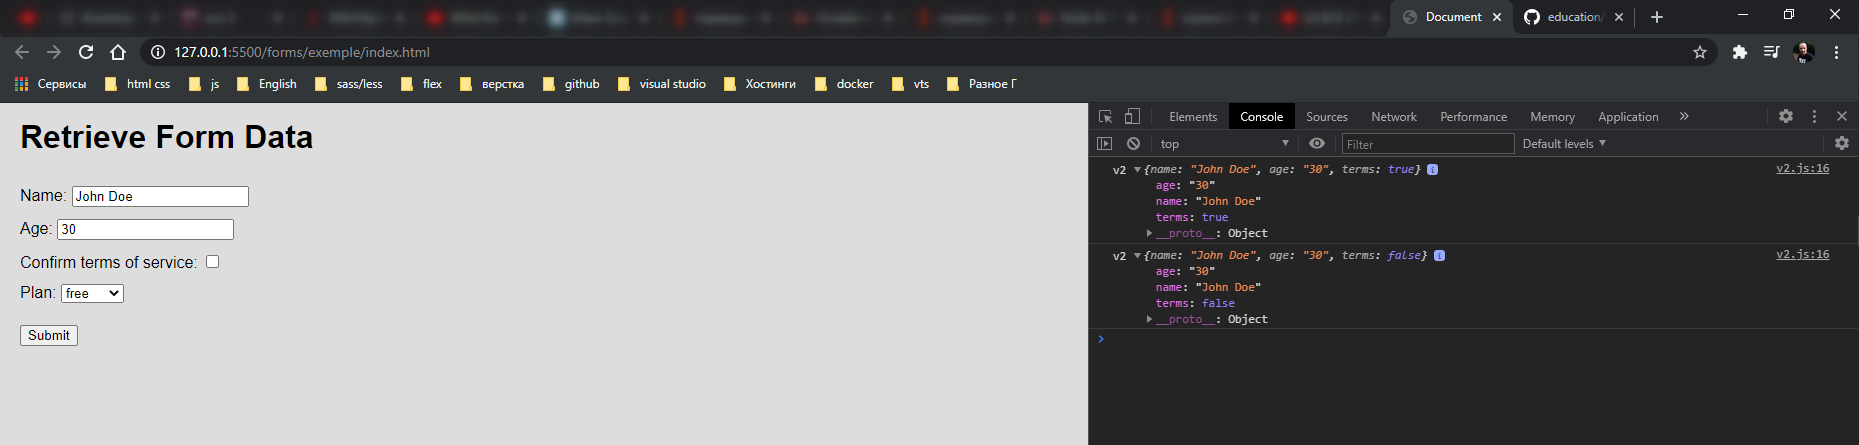 Document
education/
127.0.0.1:5500/forms/exemple/index.html
Сервисы html css js English sass/less flex верстка github visual studio Хостинги docker vts Разное Г
Retrieve Form Data
Name: John Doe
Age: 30
Confirm terms of service:
Plan: free
Submit
Elements Console Sources Network Performance Memory Application
top Filter Default levels
v2 {name: "John Doe", age: "30", terms: true} v2.js:16
age: "30"
name: "John Doe"
terms: true
__proto__: Object
v2 {name: "John Doe", age: "30", terms: false} v2.js:16
age: "30"
name: "John Doe"
terms: false
__proto__: Object